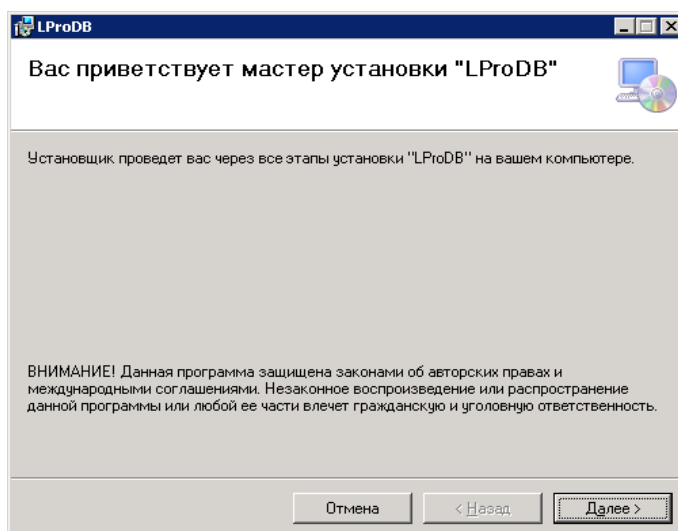 LProDB
Вас приветствует мастер установки "LProDB"
Установщик проведет вас через все этапы установки "LProDB" на вашем компьютере.
ВНИМАНИЕ! Данная программа защищена законами об авторских правах и
международными соглашениями. Незаконное воспроизведение или распространение
данной программы или любой ее части влечет гражданскую и уголовную ответственность.
Отмена
< Назад
Далее >